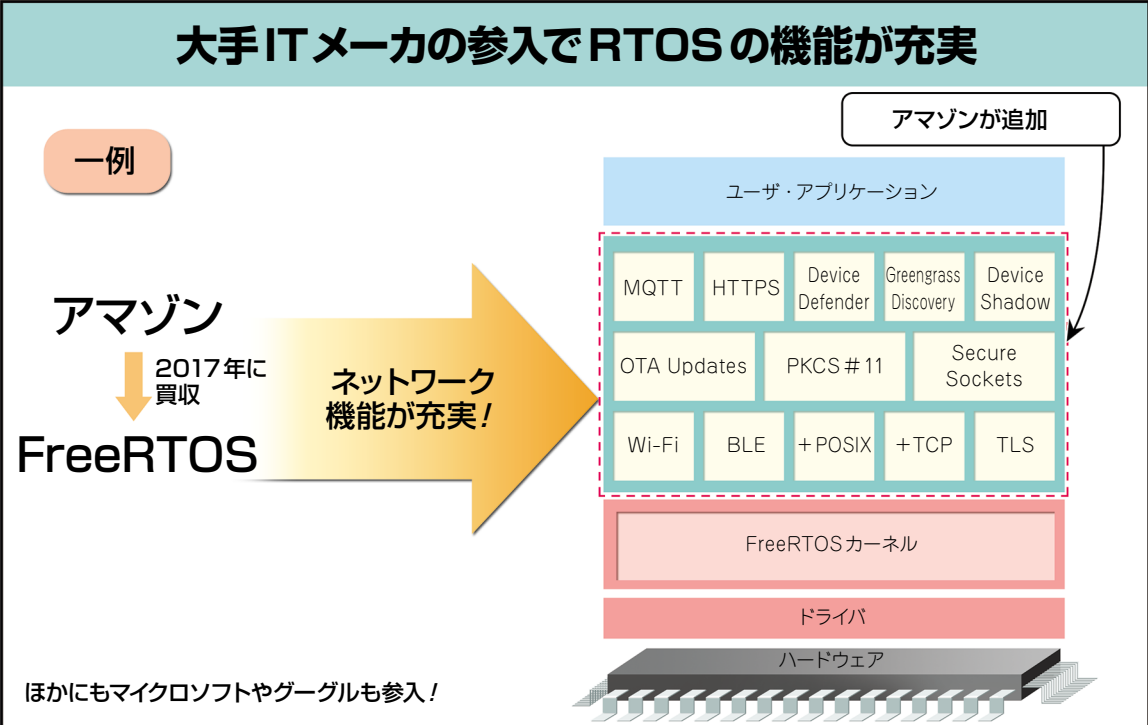 大手ITメーカの参入でRTOSの機能が充実
一例
アマゾンが追加
アマゾン
2017年に
買収
FreeRTOS
ネットワーク
機能が充実!
ユーザ・アプリケーション
MQTT
HTTPS
Device
Defender
Greengrass
Discovery
Device
Shadow
OTA Updates
PKCS#11
Secure
Sockets
Wi-Fi
BLE
+POSIX
+TCP
TLS
FreeRTOSカーネル
ドライバ
ハードウェア
ほかにもマイクロソフトやグーグルも参入!